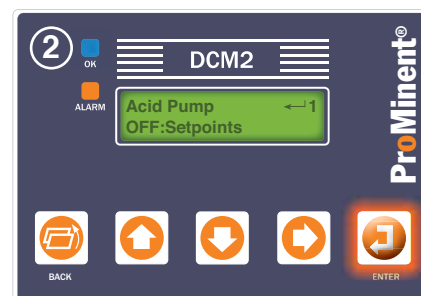 2
OK
DCM2
ALARM
Acid Pump ←┘1
OFF:Setpoints
ProMinent®
BACK
ENTER